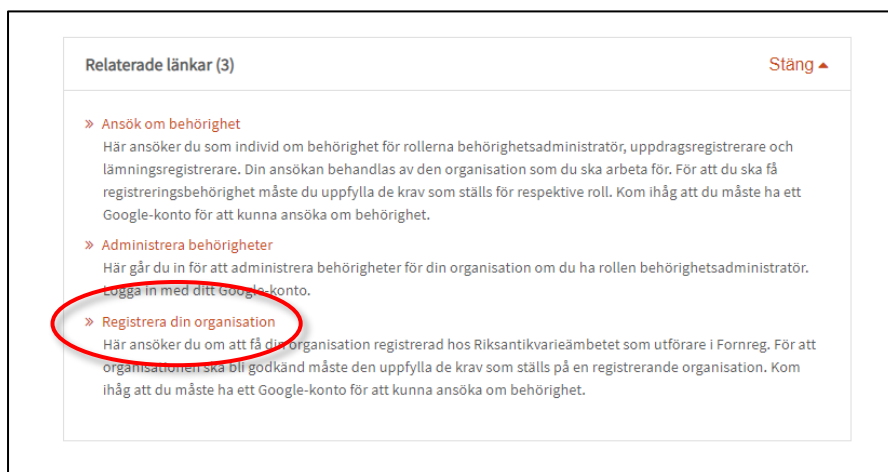 Relaterade länkar (3) Stäng
» Ansök om behörighet
Här ansöker du som individ om behörighet för rollerna behörighetsadministratör, uppdragsregistrerare och
lämningsregistrerare. Din ansökan behandlas av den organisation som du ska arbeta för. För att du ska få
registreringsbehörighet måste du uppfylla de krav som ställs för respektive roll. Kom ihåg att du måste ha ett
Google-konto för att kunna ansöka om behörighet.
» Administrera behörigheter
Här går du in för att administrera behörigheter för din organisation om du ha rollen behörighetsadministratör.
Logga in med ditt Google-konto.
» Registrera din organisation
Här ansöker du om att få din organisation registrerad hos Riksantikvarieämbetet som utförare i Fornreg. För att
organisationen ska bli godkänd måste den uppfylla de krav som ställs på en registrerande organisation. Kom
ihåg att du måste ha ett Google-konto för att kunna ansöka om behörighet.